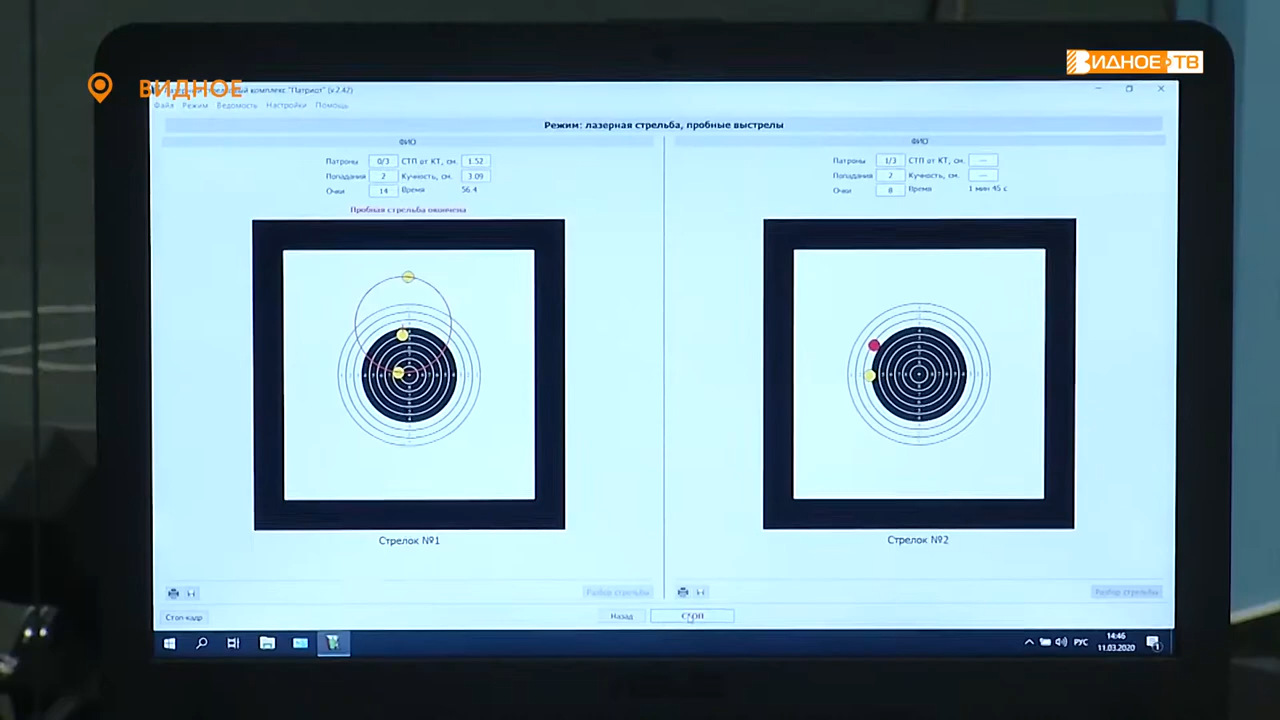 ВИДНОЕ
ВИДНОЕ ТВ
комплекс "Патриот" (v.2.42)
Файл Режим Ведомость Настройки Помощь
Режим: лазерная стрельба, пробные выстрелы
ФИО
Патроны 0/3 СТП от КТ, см. 1.52
Попадания 2 Кучность, см. 3.09
Очки 14 Время 56.4
Пробная стрельба окончена
Стрелок №1
Разбор стрельбы
ФИО
Патроны 1/3 СТП от КТ, см. ---
Попадания 2 Кучность, см. ---
Очки 8 Время 1 мин 45 с
Стрелок №2
Разбор стрельбы
Стоп-кадр Назад СТОП
РУС
14:46
11.03.2020